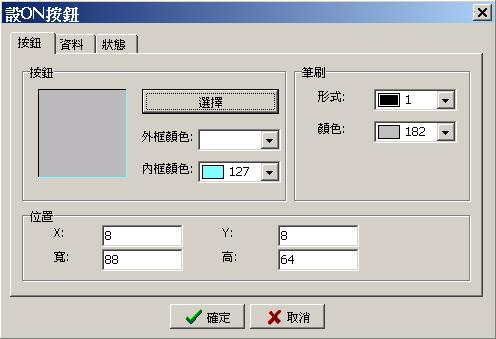 設ON按鈕
按鈕 資料 狀態
按鈕
選擇
外框顏色:
內框顏色: 127
筆刷
形式: 1
顏色: 182
位置
X: 8 Y: 8
寬: 88 高: 64
確定 取消